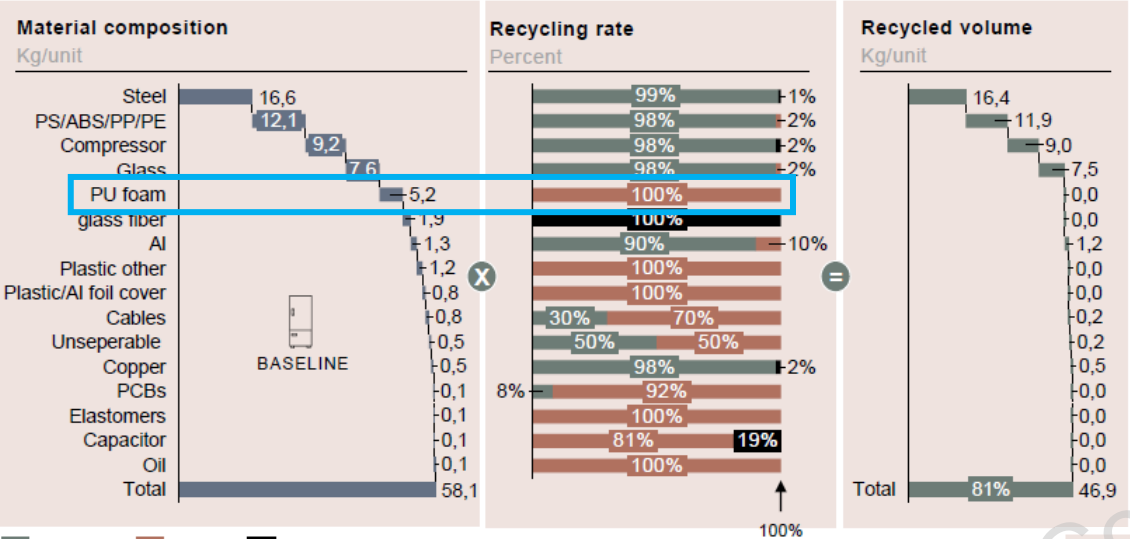 Material composition
Kg/unit
Recycling rate
Percent
Recycled volume
Kg/unit
Steel 16,6 99% 1% 16,4
PS/ABS/PP/PE 12,1 98% 2% 11,9
Compressor 9,2 98% 2% 9,0
Glass 7,6 98% 2% 7,5
PU foam 5,2 100% 0,0
glass fiber 1,9 100% 0,0
Al 1,3 90% 10% 1,2
Plastic other 1,2 100% 0,0
Plastic/Al foil cover 0,8 100% 0,0
Cables 0,8 30% 70% 0,2
Unseperable 0,5 50% 50% 0,2
Copper 0,5 98% 2% 0,5
PCBs 0,1 8% 92% 0,0
Elastomers 0,1 100% 0,0
Capacitor 0,1 81% 19% 0,0
Oil 0,1 100% 0,0
Total 58,1 Total 81% 46,9
BASELINE
X
=
100%